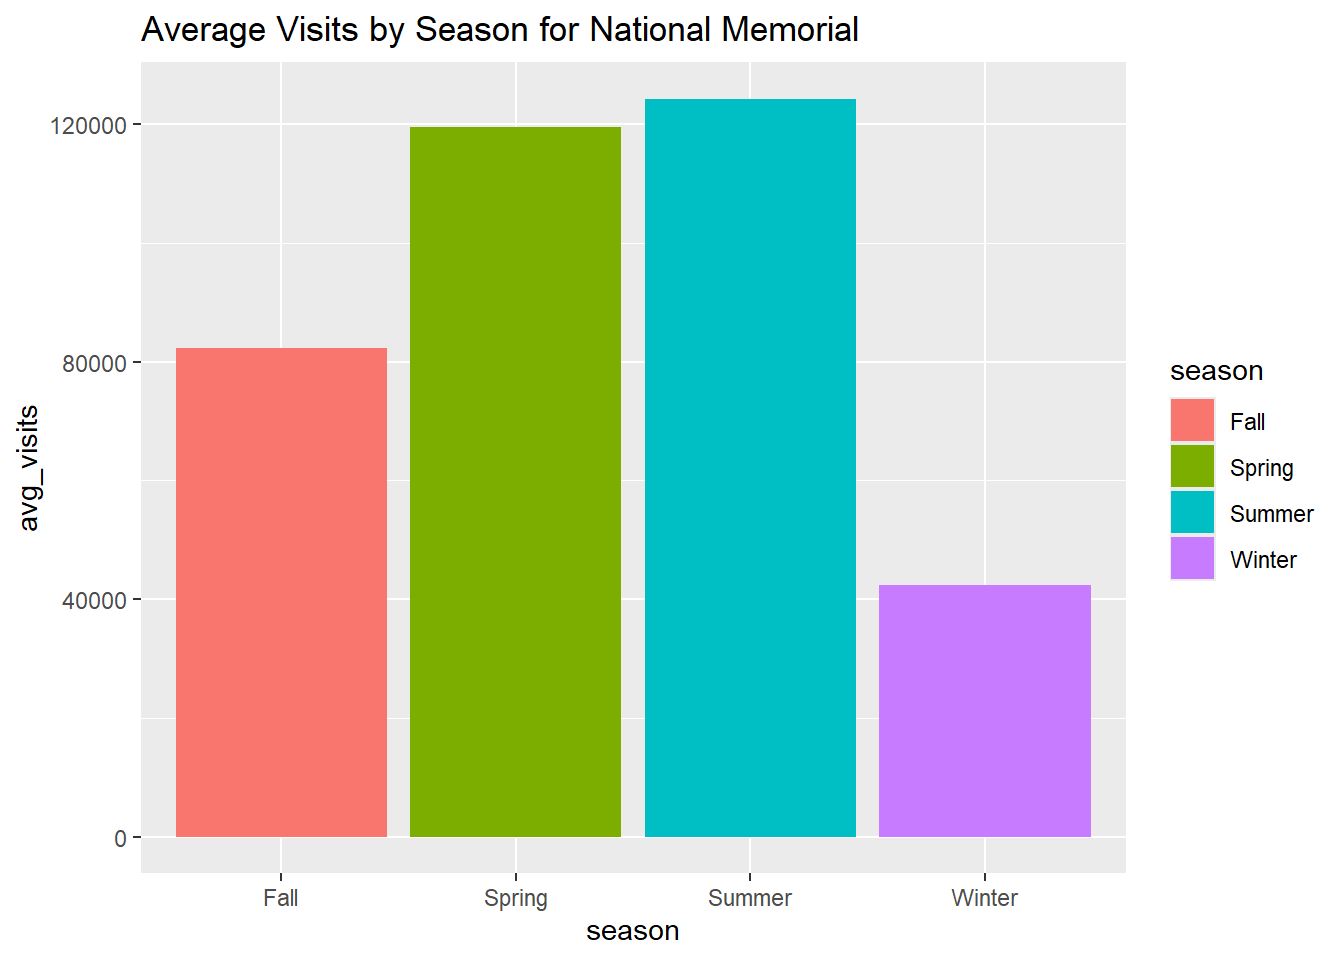 Average Visits by Season for National Memorial
120000
80000
40000
0
avg_visits
Fall
Spring
Summer
Winter
season
season
Fall
Spring
Summer
Winter